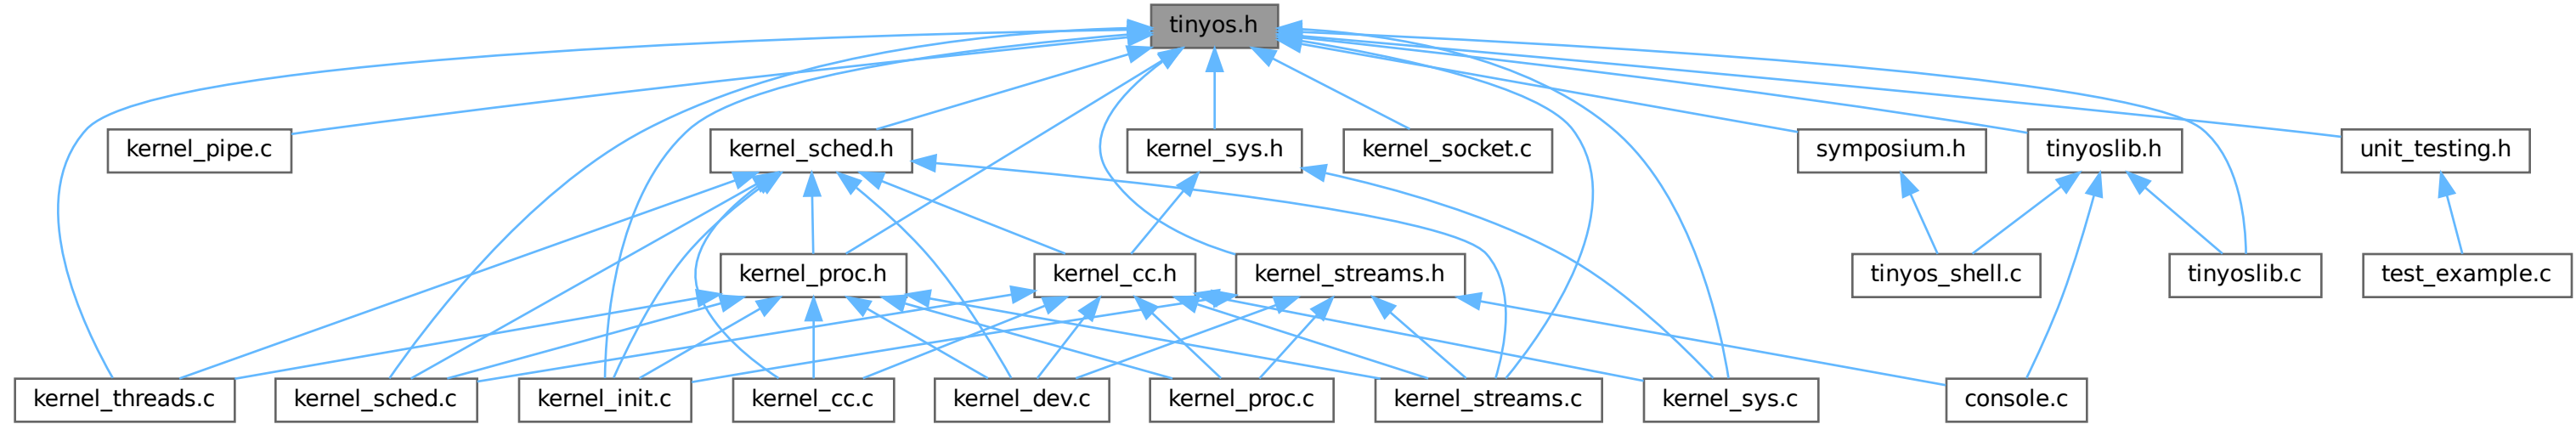 tinyos.h
kernel_pipe.c
kernel_sched.h
kernel_sys.h
kernel_socket.c
symposium.h
tinyoslib.h
unit_testing.h
kernel_proc.h
kernel_cc.h
kernel_streams.h
tinyos_shell.c
tinyoslib.c
test_example.c
kernel_threads.c
kernel_sched.c
kernel_init.c
kernel_cc.c
kernel_dev.c
kernel_proc.c
kernel_streams.c
kernel_sys.c
console.c